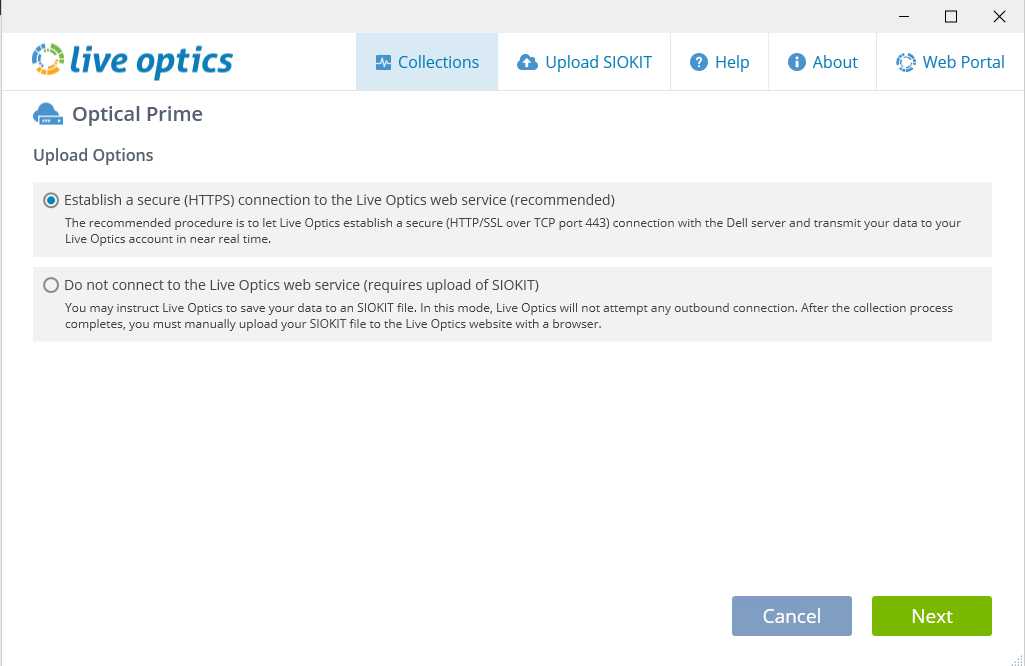 live optics
Collections
Upload SIOKIT
Help
About
Web Portal
Optical Prime
Upload Options
Establish a secure (HTTPS) connection to the Live Optics web service (recommended)
The recommended procedure is to let Live Optics establish a secure (HTTP/SSL over TCP port 443) connection with the Dell server and transmit your data to your
Live Optics account in near real time.
Do not connect to the Live Optics web service (requires upload of SIOKIT)
You may instruct Live Optics to save your data to an SIOKIT file. In this mode, Live Optics will not attempt any outbound connection. After the collection process
completes, you must manually upload your SIOKIT file to the Live Optics website with a browser.
Cancel
Next